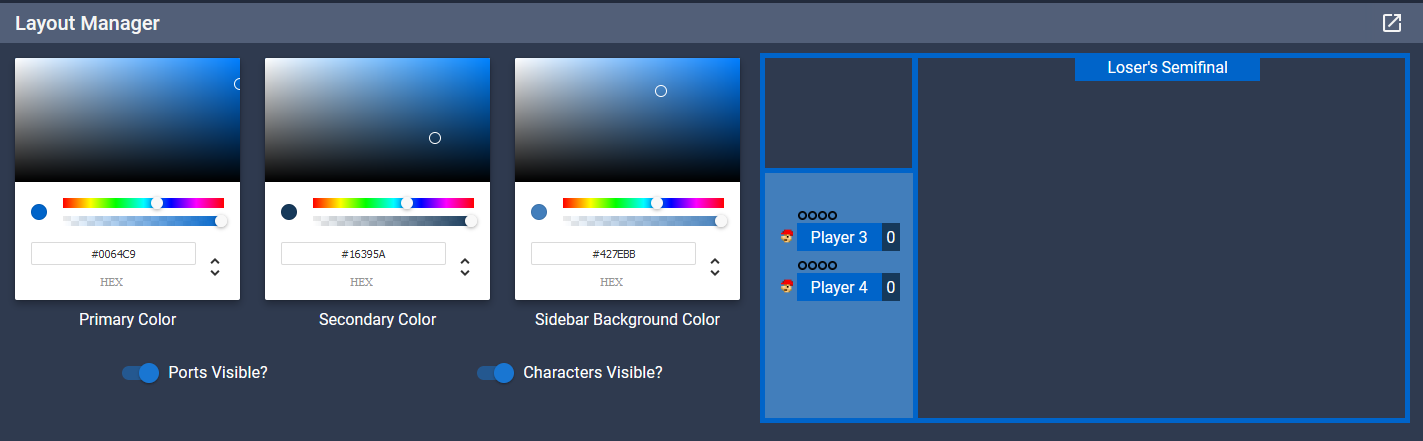 Layout Manager
#0064C9
HEX
Primary Color
#16395A
HEX
Secondary Color
#427EBB
HEX
Sidebar Background Color
Ports Visible?
Characters Visible?
Loser's Semifinal
Player 3 0
Player 4 0